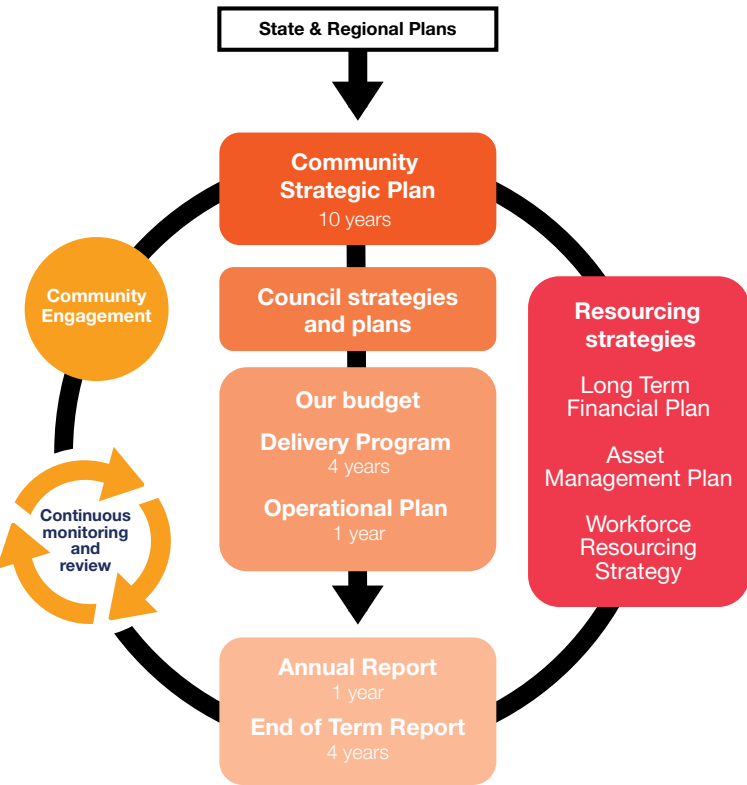 State & Regional Plans
Community
Strategic Plan
10 years
Community
Engagement
Council strategies
and plans
Resourcing
strategies
Long Term
Financial Plan
Asset
Management Plan
Workforce
Resourcing
Strategy
Our budget
Delivery Program
4 years
Operational Plan
1 year
Continuous
monitoring
and
review
Annual Report
1 year
End of Term Report
4 years